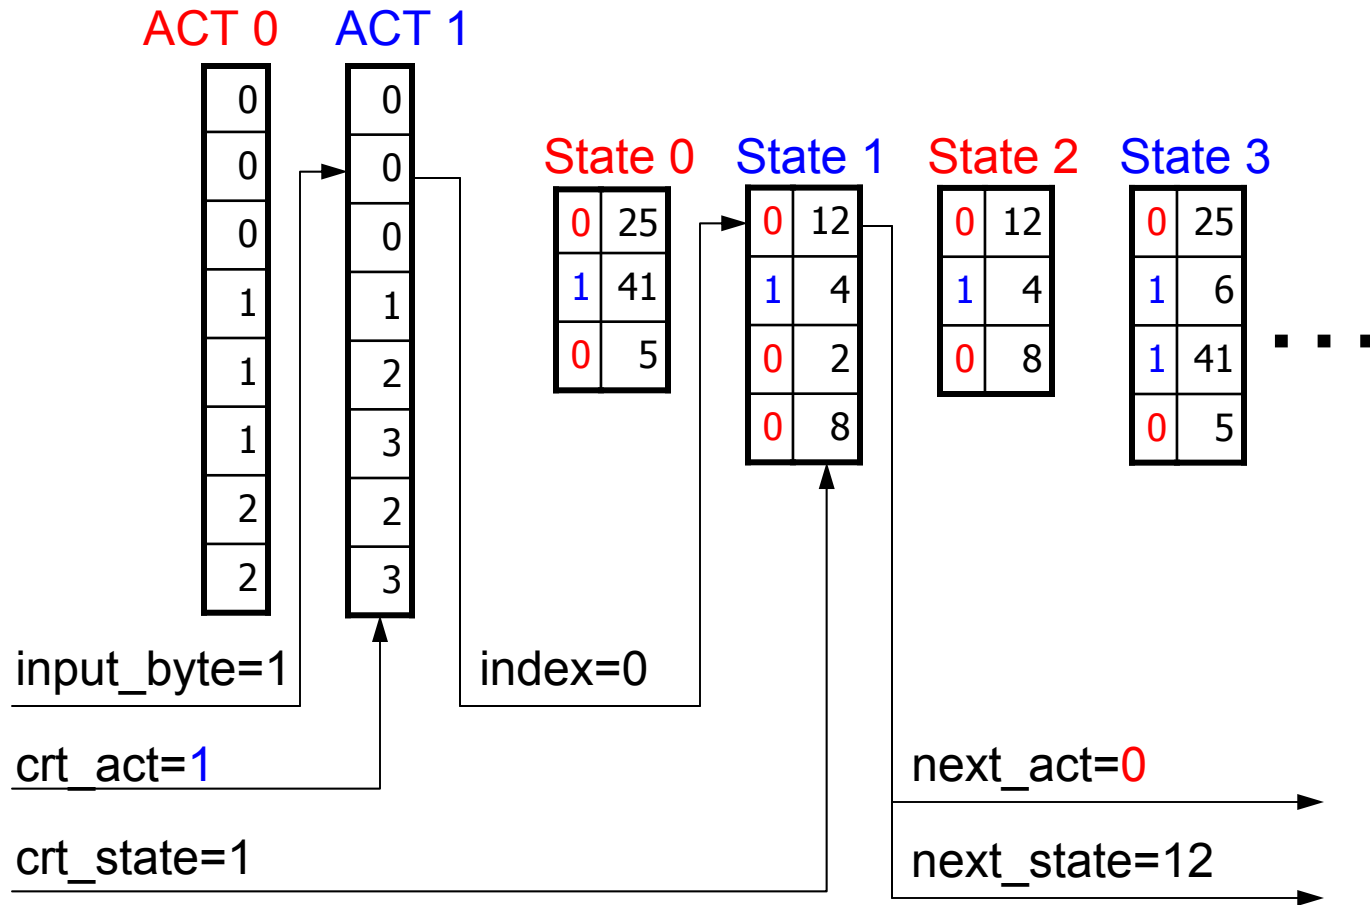 ACT 0 ACT 1
0 0
0 0
0 0
1 1
1 2
1 3
2 2
2 3
State 0 State 1 State 2 State 3
0 25 0 12 0 12 0 25
1 41 1 4 1 4 1 6
0 5 0 2 0 8 1 41
0 8 0 5
. . .
input_byte=1 index=0
crt_act=1 next_act=0
crt_state=1 next_state=12